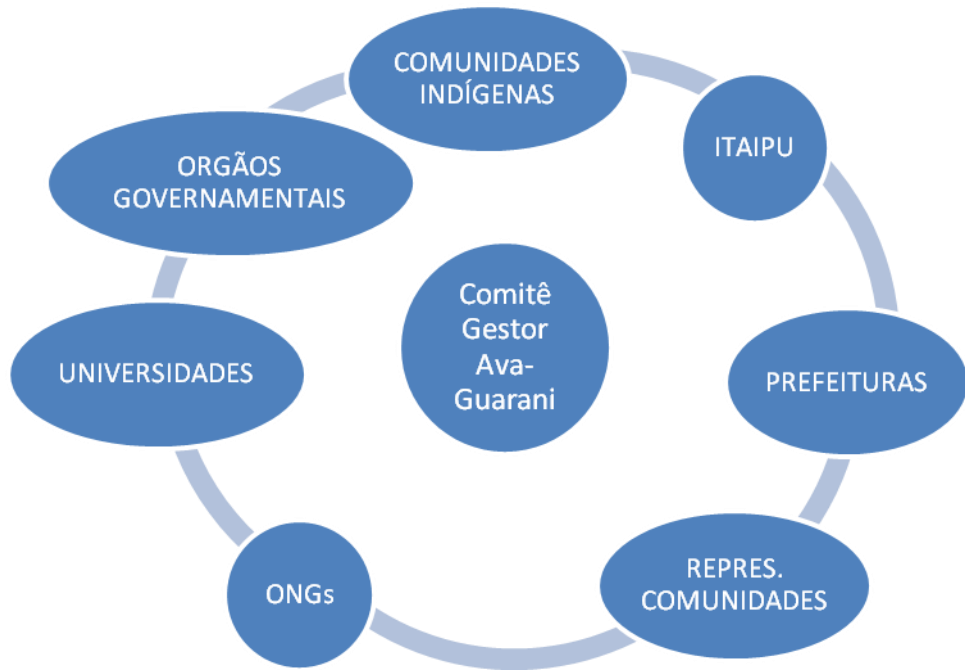 COMUNIDADES
INDÍGENAS
ITAIPU
ORGÃOS
GOVERNAMENTAIS
Comitê
Gestor
Ava-
Guarani
UNIVERSIDADES
PREFEITURAS
REPRES.
COMUNIDADES
ONGs